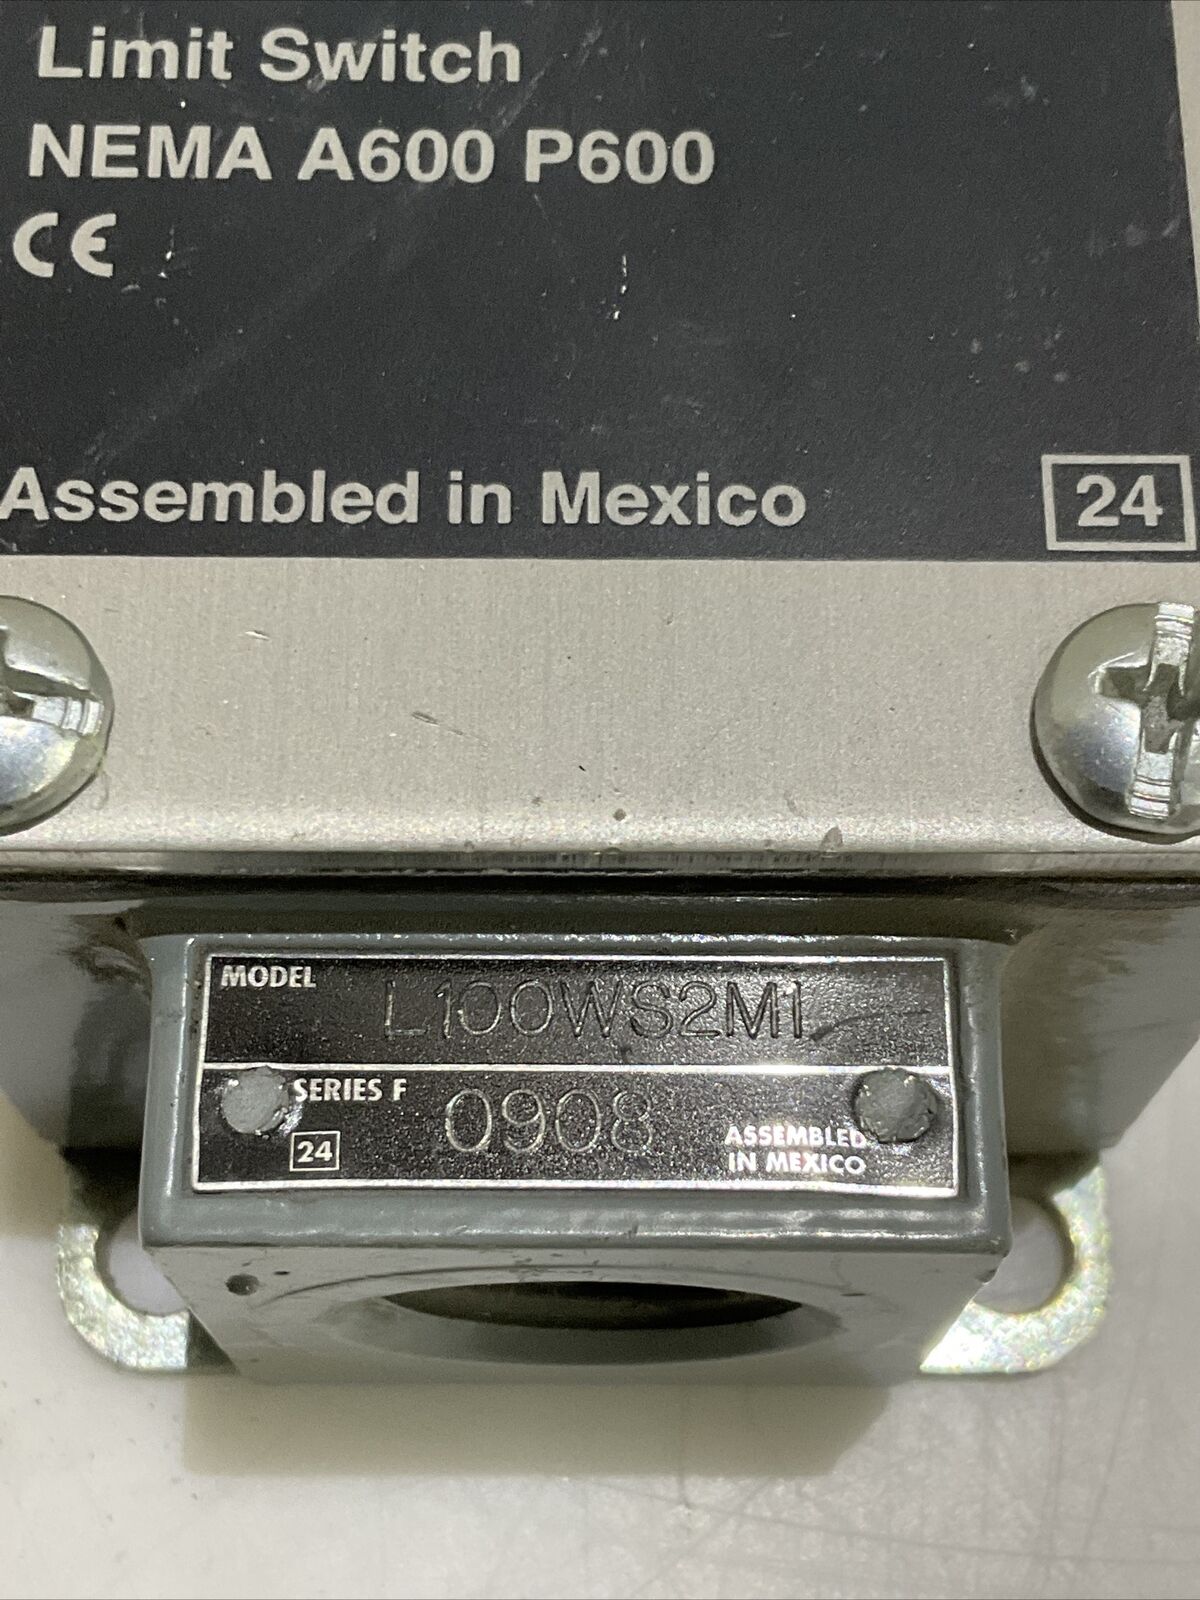 Limit Switch
NEMA A600 P600
CE
Assembled in Mexico
24
MODEL L100WS2M1
SERIES F 0908
24
ASSEMBLED
IN MEXICO